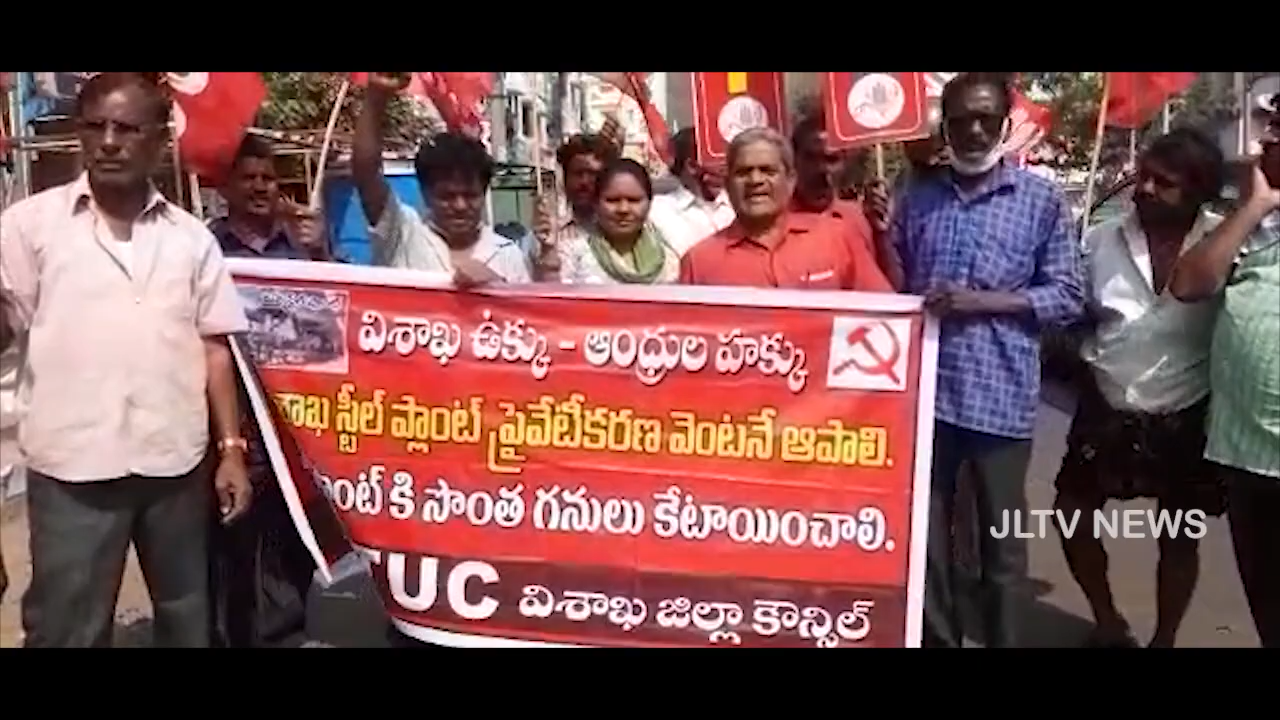 విశాఖ ఉక్కు - ఆంధ్రుల హక్కు
స్టీల్ ప్లాంట్ ప్రైవేటీకరణ వెంటనే ఆపాలి.
కి సొంత గనులు కేటాయించాలి.
TUC విశాఖ జిల్లా కౌన్సిల్
JLTV NEWS